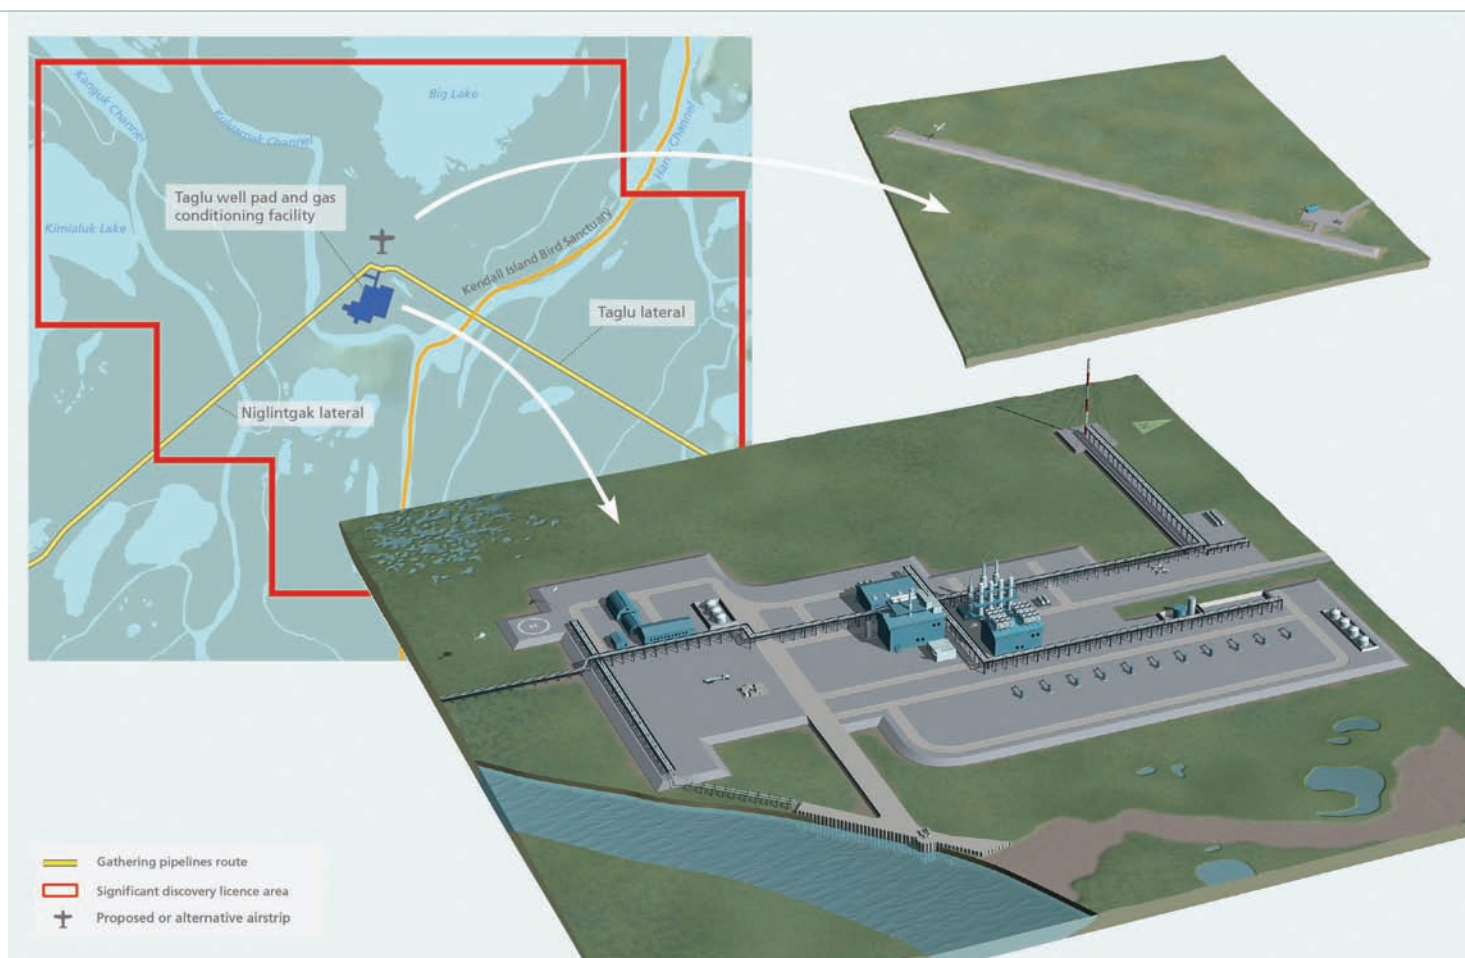 Big Lake
Kanguk Channel
Kuluarpak Channel
Harry Channel
Taglu well pad and gas
conditioning facility
Kimialuk Lake
Kendall Island Bird Sanctuary
Taglu lateral
Niglintgak lateral
H
Gathering pipelines route
Significant discovery licence area
Proposed or alternative airstrip